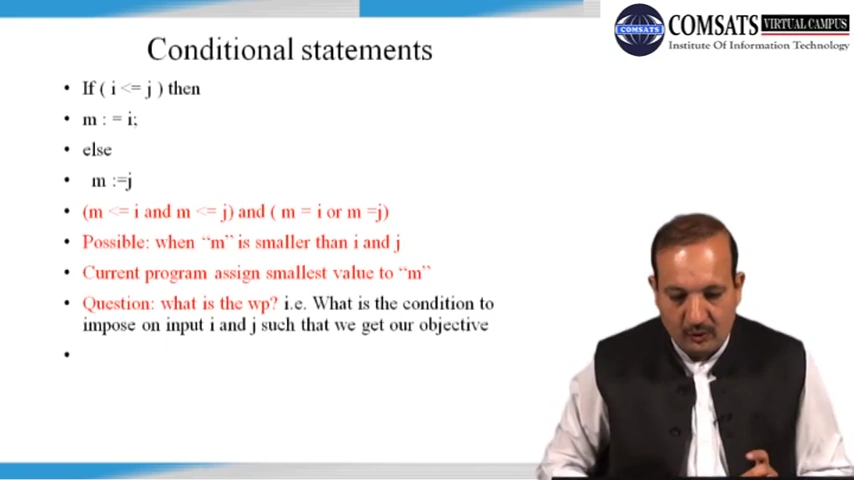 COMSATS VIRTUAL CAMPUS
COMSATS
Institute Of Information Technology
Conditional statements
• If ( i <= j ) then
• m : = i;
• else
• m :=j
• (m <= i and m <= j) and ( m = i or m =j)
• Possible: when “m” is smaller than i and j
• Current program assign smallest value to “m”
• Question: what is the wp? i.e. What is the condition to
impose on input i and j such that we get our objective
•